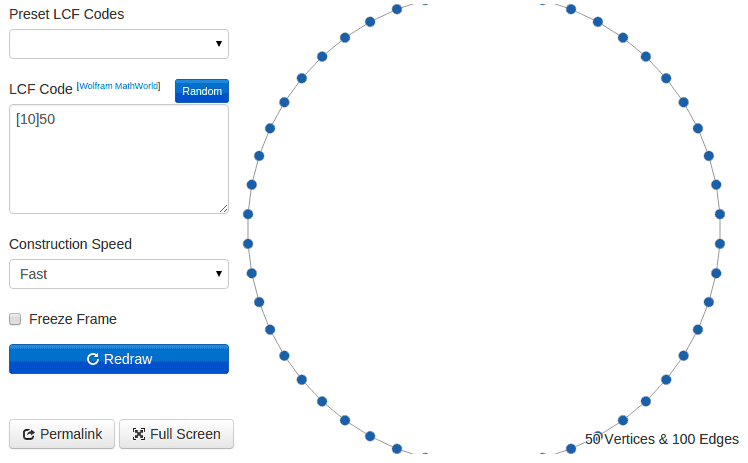 Preset LCF Codes
LCF Code [Wolfram MathWorld]
Random
[10]50
Construction Speed
Fast
Freeze Frame
Redraw
Permalink
Full Screen
50 Vertices & 100 Edges